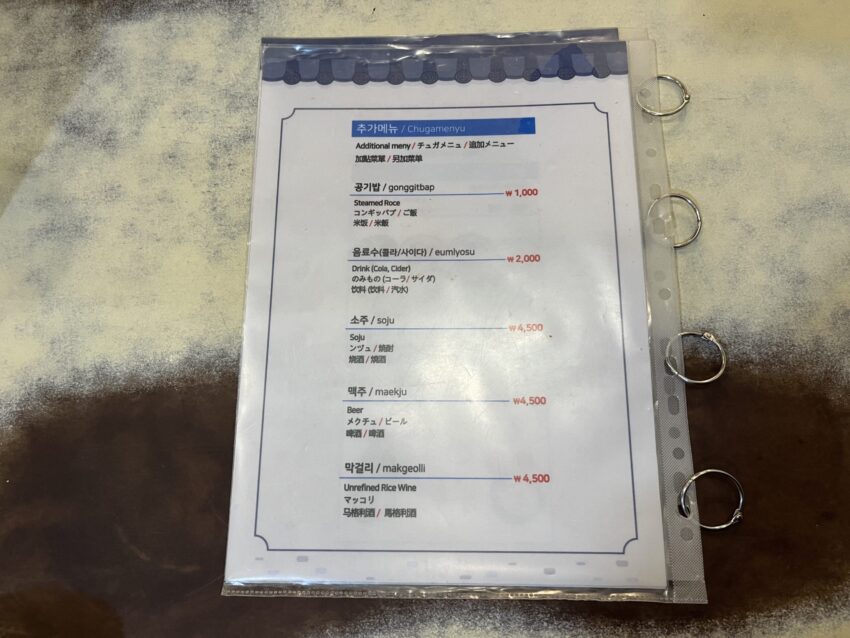 추가메뉴 / Chugamenyu
Additional meny / チュガメニュ / 追加メニュー
加點菜單 / 另加菜单
공기밥 / gonggitbap
₩ 1,000
Steamed Roce
コンギッパプ / ご飯
米饭 / 米飯
음료수(콜라/사이다) / eumlyosu
₩ 2,000
Drink (Cola, Cider)
のみもの (コーラ/ サイダ)
饮料 (饮料 / 汽水)
소주 / soju
₩ 4,500
Soju
ンヅュ / 焼酎
烧酒 / 燒酒
맥주 / maekju
₩4,500
Beer
メクチュ / ビール
啤酒 / 啤酒
막걸리 / makgeolli
₩ 4,500
Unrefined Rice Wine
マッコリ
马格利酒 / 馬格利酒